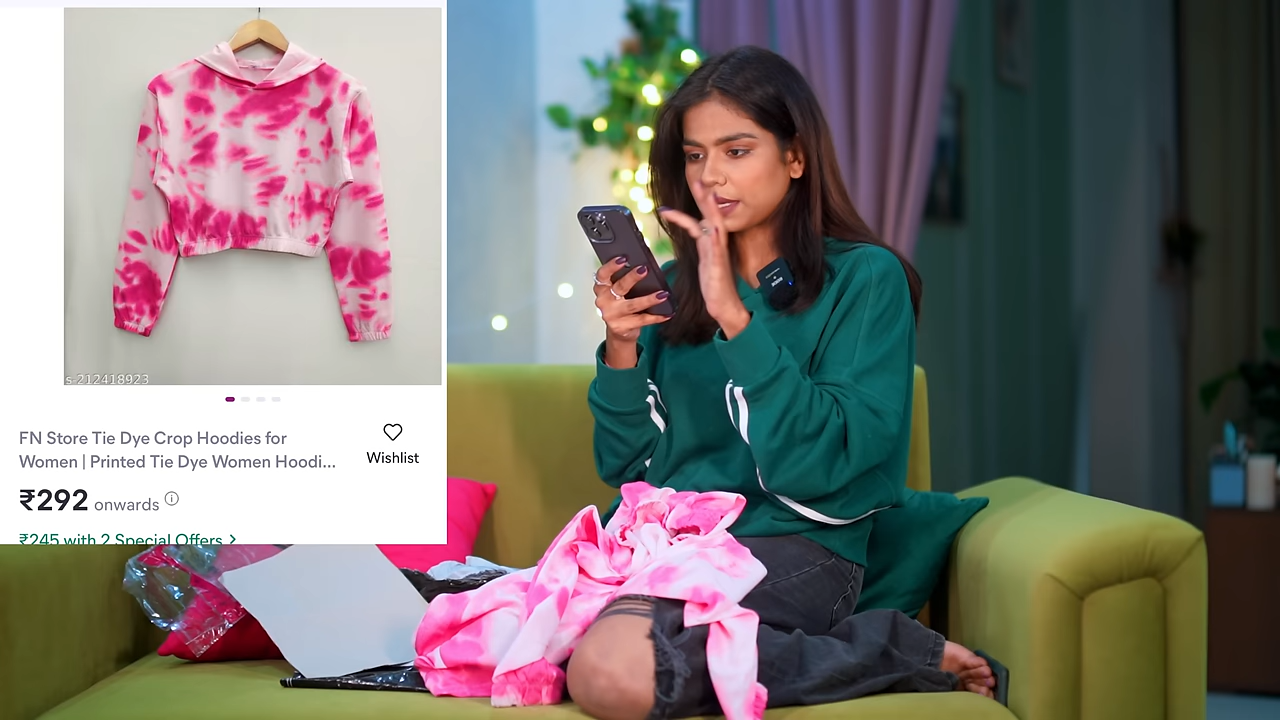 s-212418923
FN Store Tie Dye Crop Hoodies for
Women | Printed Tie Dye Women Hoodi...
Wishlist
₹292 onwards
₹245 with 2 Special Offers >